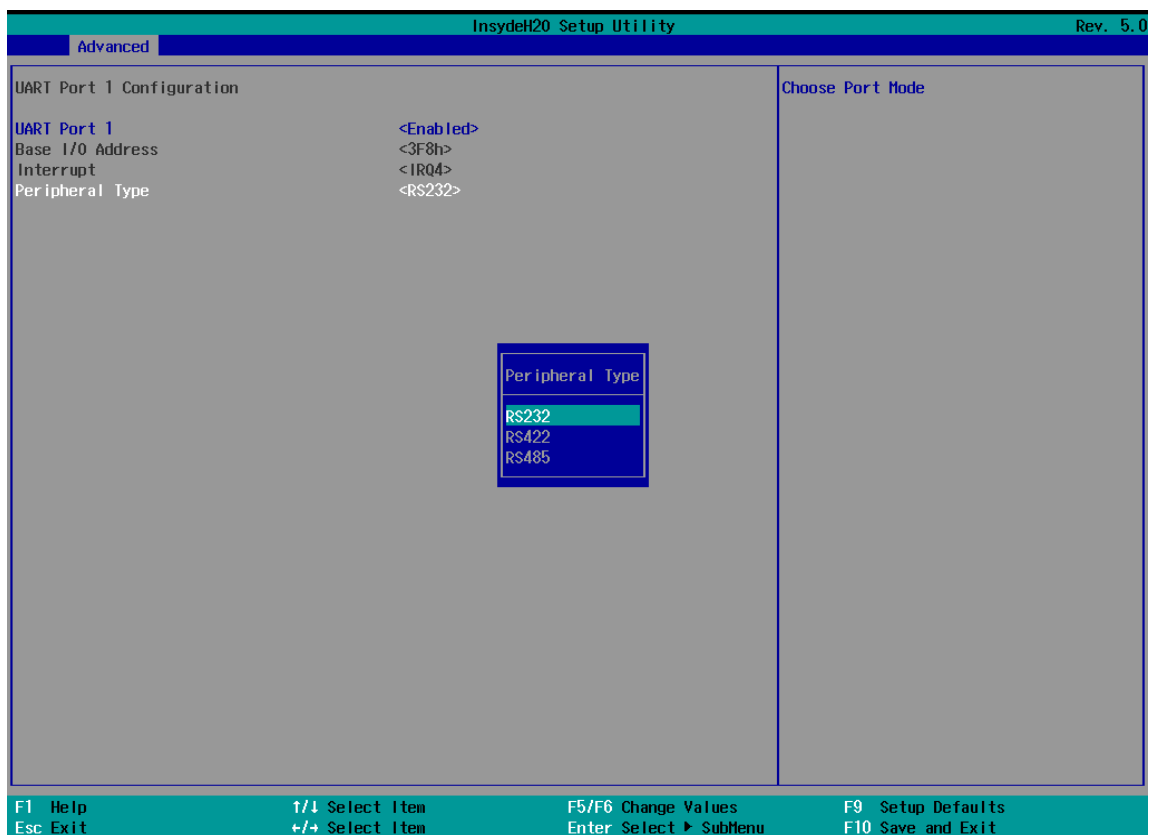 InsydeH20 Setup Utility Rev. 5.0
Advanced
UART Port 1 Configuration
Choose Port Mode
UART Port 1 <Enabled>
Base I/O Address <3F8h>
Interrupt <IRQ4>
Peripheral Type <RS232>
Peripheral Type
RS232
RS422
RS485
F1 Help ↑/↓ Select Item F5/F6 Change Values F9 Setup Defaults
Esc Exit ←/→ Select Item Enter Select ▶ SubMenu F10 Save and Exit